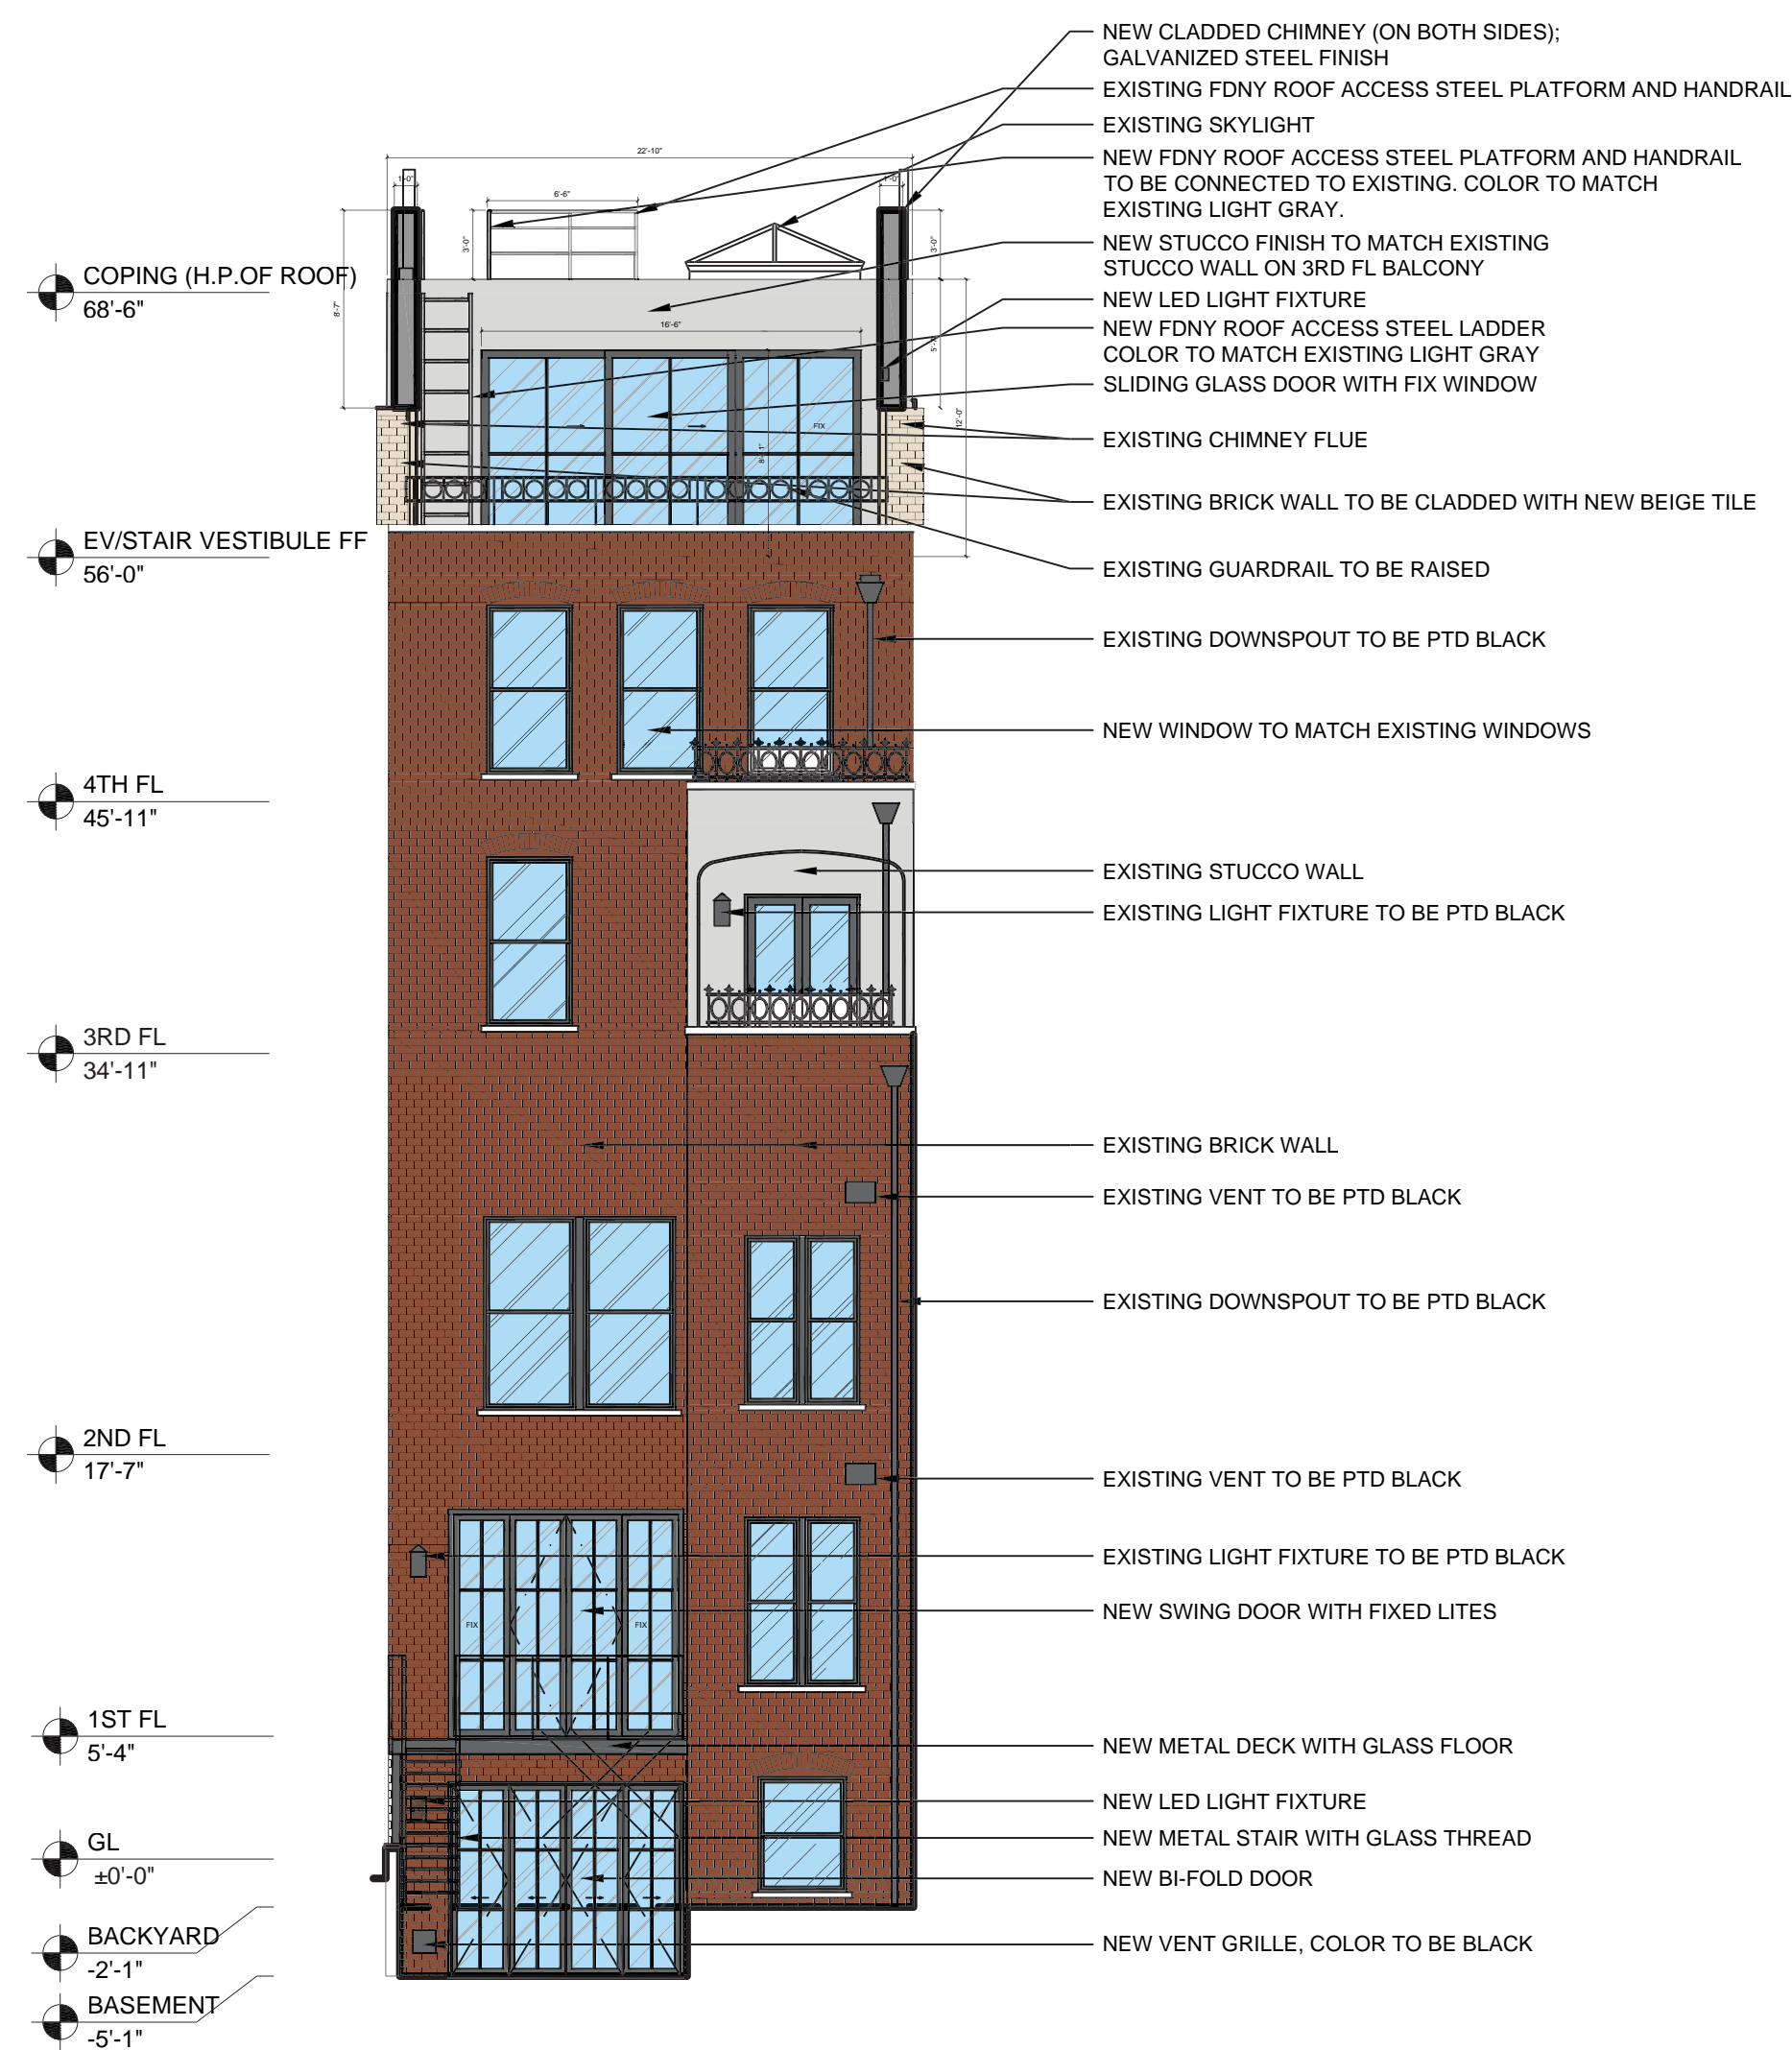 NEW CLADDED CHIMNEY (ON BOTH SIDES);
GALVANIZED STEEL FINISH
EXISTING FDNY ROOF ACCESS STEEL PLATFORM AND HANDRAIL
EXISTING SKYLIGHT
NEW FDNY ROOF ACCESS STEEL PLATFORM AND HANDRAIL
TO BE CONNECTED TO EXISTING. COLOR TO MATCH
EXISTING LIGHT GRAY.
NEW STUCCO FINISH TO MATCH EXISTING
STUCCO WALL ON 3RD FL BALCONY
NEW LED LIGHT FIXTURE
NEW FDNY ROOF ACCESS STEEL LADDER
COLOR TO MATCH EXISTING LIGHT GRAY
SLIDING GLASS DOOR WITH FIX WINDOW
EXISTING CHIMNEY FLUE
EXISTING BRICK WALL TO BE CLADDED WITH NEW BEIGE TILE
EXISTING GUARDRAIL TO BE RAISED
EXISTING DOWNSPOUT TO BE PTD BLACK
NEW WINDOW TO MATCH EXISTING WINDOWS
EXISTING STUCCO WALL
EXISTING LIGHT FIXTURE TO BE PTD BLACK
EXISTING BRICK WALL
EXISTING VENT TO BE PTD BLACK
EXISTING DOWNSPOUT TO BE PTD BLACK
EXISTING VENT TO BE PTD BLACK
EXISTING LIGHT FIXTURE TO BE PTD BLACK
NEW SWING DOOR WITH FIXED LITES
NEW METAL DECK WITH GLASS FLOOR
NEW LED LIGHT FIXTURE
NEW METAL STAIR WITH GLASS THREAD
NEW BI-FOLD DOOR
NEW VENT GRILLE, COLOR TO BE BLACK
COPING (H.P.OF ROOF)
68'-6"
EV/STAIR VESTIBULE FF
56'-0"
4TH FL
45'-11"
3RD FL
34'-11"
2ND FL
17'-7"
1ST FL
5'-4"
GL
±0'-0"
BACKYARD
-2'-1"
BASEMENT
-5'-1"
22'-10"
1'-0"
6'-6"
1'-0"
3'-0"
3'-0"
8'-7"
16'-6"
12'-0"
FIX
FIX
FIX